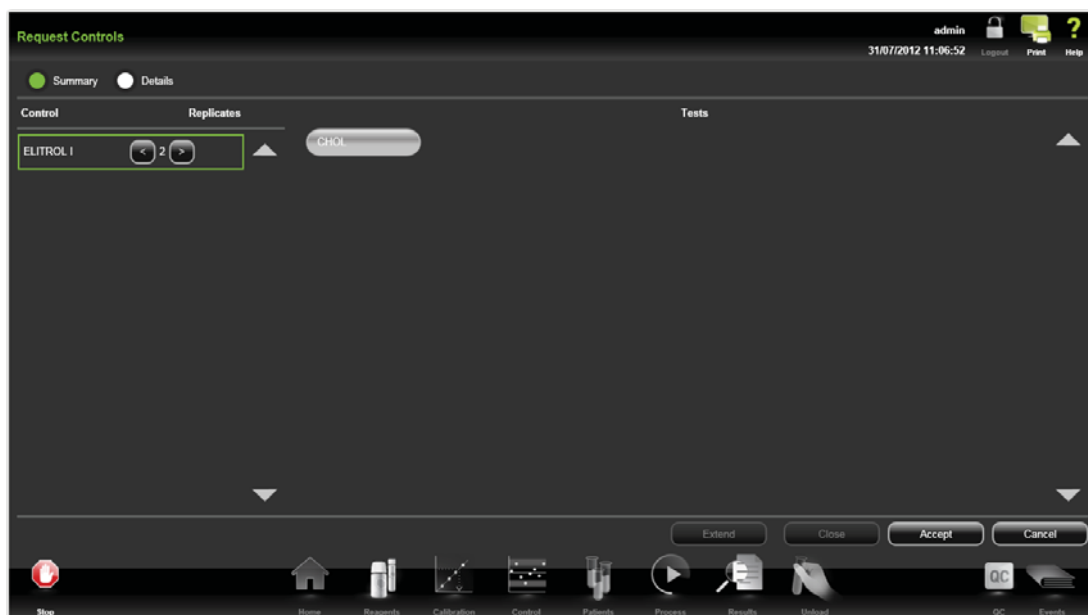 Request Controls
admin
31/07/2012 11:06:52
Logout Print Help
?
Summary Details
Control Replicates Tests
ELITROL I < 2 >
CHOL
Extend Close Accept Cancel
QC
Stop Home Reagents Calibration Control Patients Process Results Unload QC Events